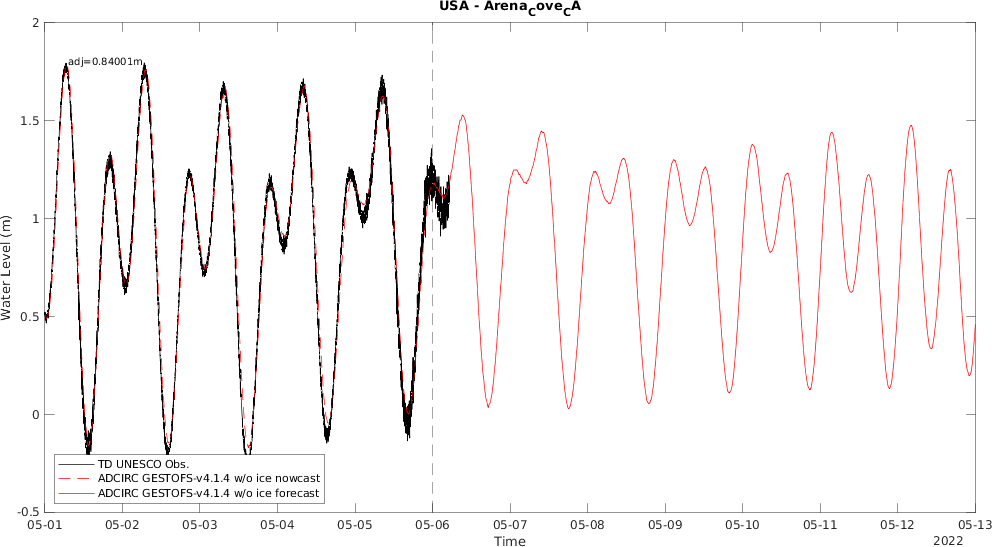 USA - ArenaCoveCA
adj=0.84001m
2
1.5
1
0.5
0
-0.5
Water Level (m)
TD UNESCO Obs.
ADCIRC GESTOFS-v4.1.4 w/o ice nowcast
ADCIRC GESTOFS-v4.1.4 w/o ice forecast
05-01 05-02 05-03 05-04 05-05 05-06 05-07 05-08 05-09 05-10 05-11 05-12 05-13
Time
2022